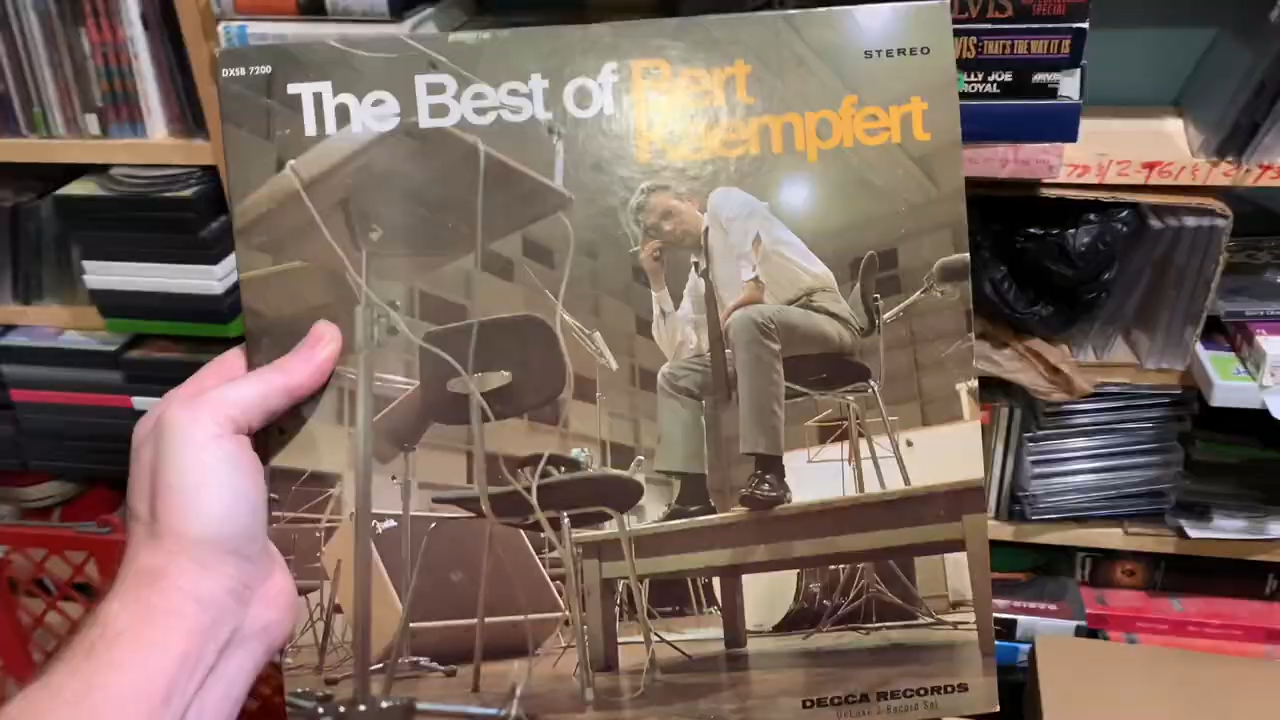 DXSB 7200
STEREO
The Best of Bert
Kaempfert
DECCA RECORDS
DeLuxe 2 Record Set
ELVIS
SPECIAL
VIS: THAT'S THE WAY IT IS
LLY JOE
ROYAL